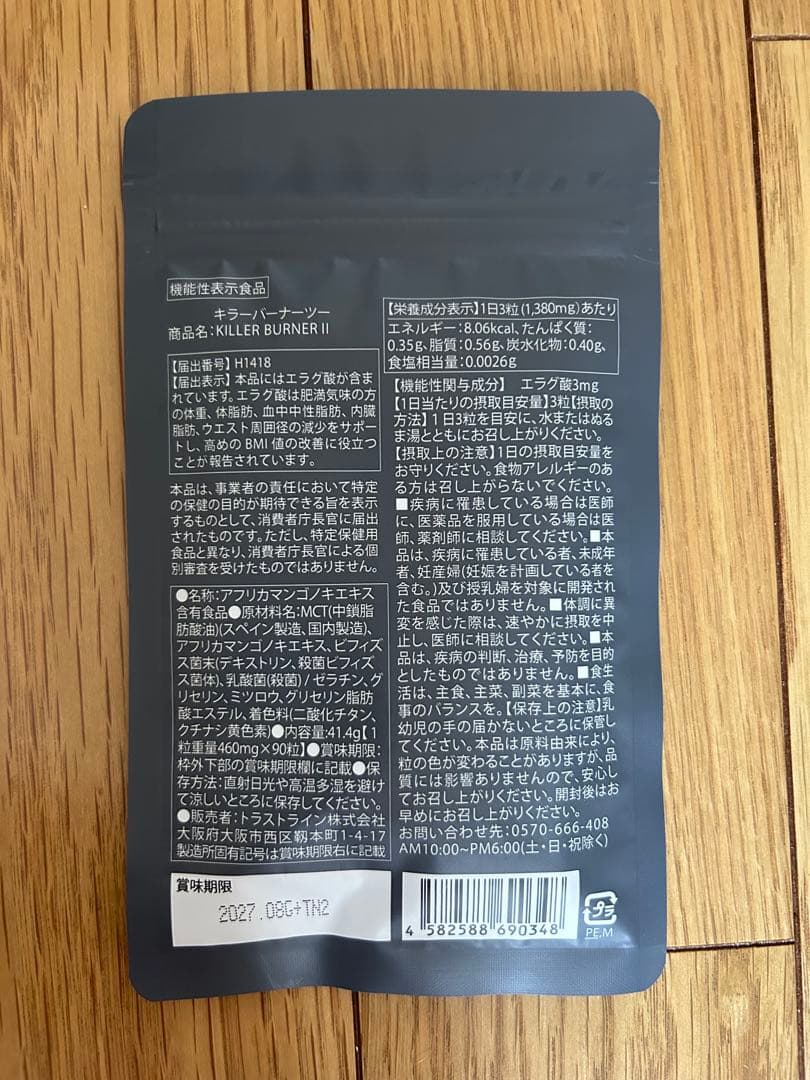 機能性表示食品
キラーバーナーツー
商品名:KILLER BURNER II
【届出番号】H1418
【届出表示】本品にはエラグ酸が含ま
れています。エラグ酸は肥満気味の方
の体重、体脂肪、血中中性脂肪、内臓
脂肪、ウエスト周囲径の減少をサポー
トし、高めの BMI 値の改善に役立つ
ことが報告されています。
本品は、事業者の責任において特定
の保健の目的が期待できる旨を表示
するものとして、消費者庁長官に届出
されたものです。ただし、特定保健用
食品と異なり、消費者庁長官による個
別審査を受けたものではありません。
●名称:アフリカマンゴノキエキス
含有食品●原材料名:MCT(中鎖脂
肪酸油)(スペイン製造、国内製造)、
アフリカマンゴノキエキス、ビフィズ
ス菌末(デキストリン、殺菌ビフィズ
ス菌体)、乳酸菌(殺菌) / ゼラチン、グ
リセリン、ミツロウ、グリセリン脂肪
酸エステル、着色料(二酸化チタン、
クチナシ黄色素)●内容量:41.4g【1
粒重量460mg×90粒】●賞味期限:
枠外下部の賞味期限欄に記載●保
存方法:直射日光や高温多湿を避け
て涼しいところに保存してください。
●販売者:トラストライン株式会社
大阪府大阪市西区靱本町1-4-17
製造所固有記号は賞味期限右に記載
【栄養成分表示】1日3粒(1,380mg)あたり
エネルギー:8.06kcal、たんぱく質:
0.35g、脂質:0.56g、炭水化物:0.40g、
食塩相当量:0.0026g
【機能性関与成分】 エラグ酸3mg
【1日当たりの摂取目安量】3粒【摂取の
方法】1日3粒を目安に、水またはぬる
ま湯とともにお召し上がりください。
【摂取上の注意】1日の摂取目安量を
お守りください。食物アレルギーのあ
る方は召し上がらないでください。
■疾病に罹患している場合は医師
に、医薬品を服用している場合は医
師、薬剤師に相談してください。■本
品は、疾病に罹患している者、未成年
者、妊産婦(妊娠を計画している者を
含む。)及び授乳婦を対象に開発され
た食品ではありません。■体調に異
変を感じた際は、速やかに摂取を中
止し、医師に相談してください。■本
品は、疾病の診断、治療、予防を目的
としたものではありません。■食生
活は、主食、主菜、副菜を基本に、食
事のバランスを。【保存上の注意】乳
幼児の手の届かないところに保管し
てください。本品は原料由来により、
粒の色が変わることがありますが、品
質には影響ありませんので、安心し
てお召し上がりください。開封後はお
早めにお召し上がりください。
お問い合わせ先:0570-666-408
AM10:00~PM6:00(土・日・祝除く)
賞味期限
2027.08G+TN2
4 582588 690348
プラ
PE,M